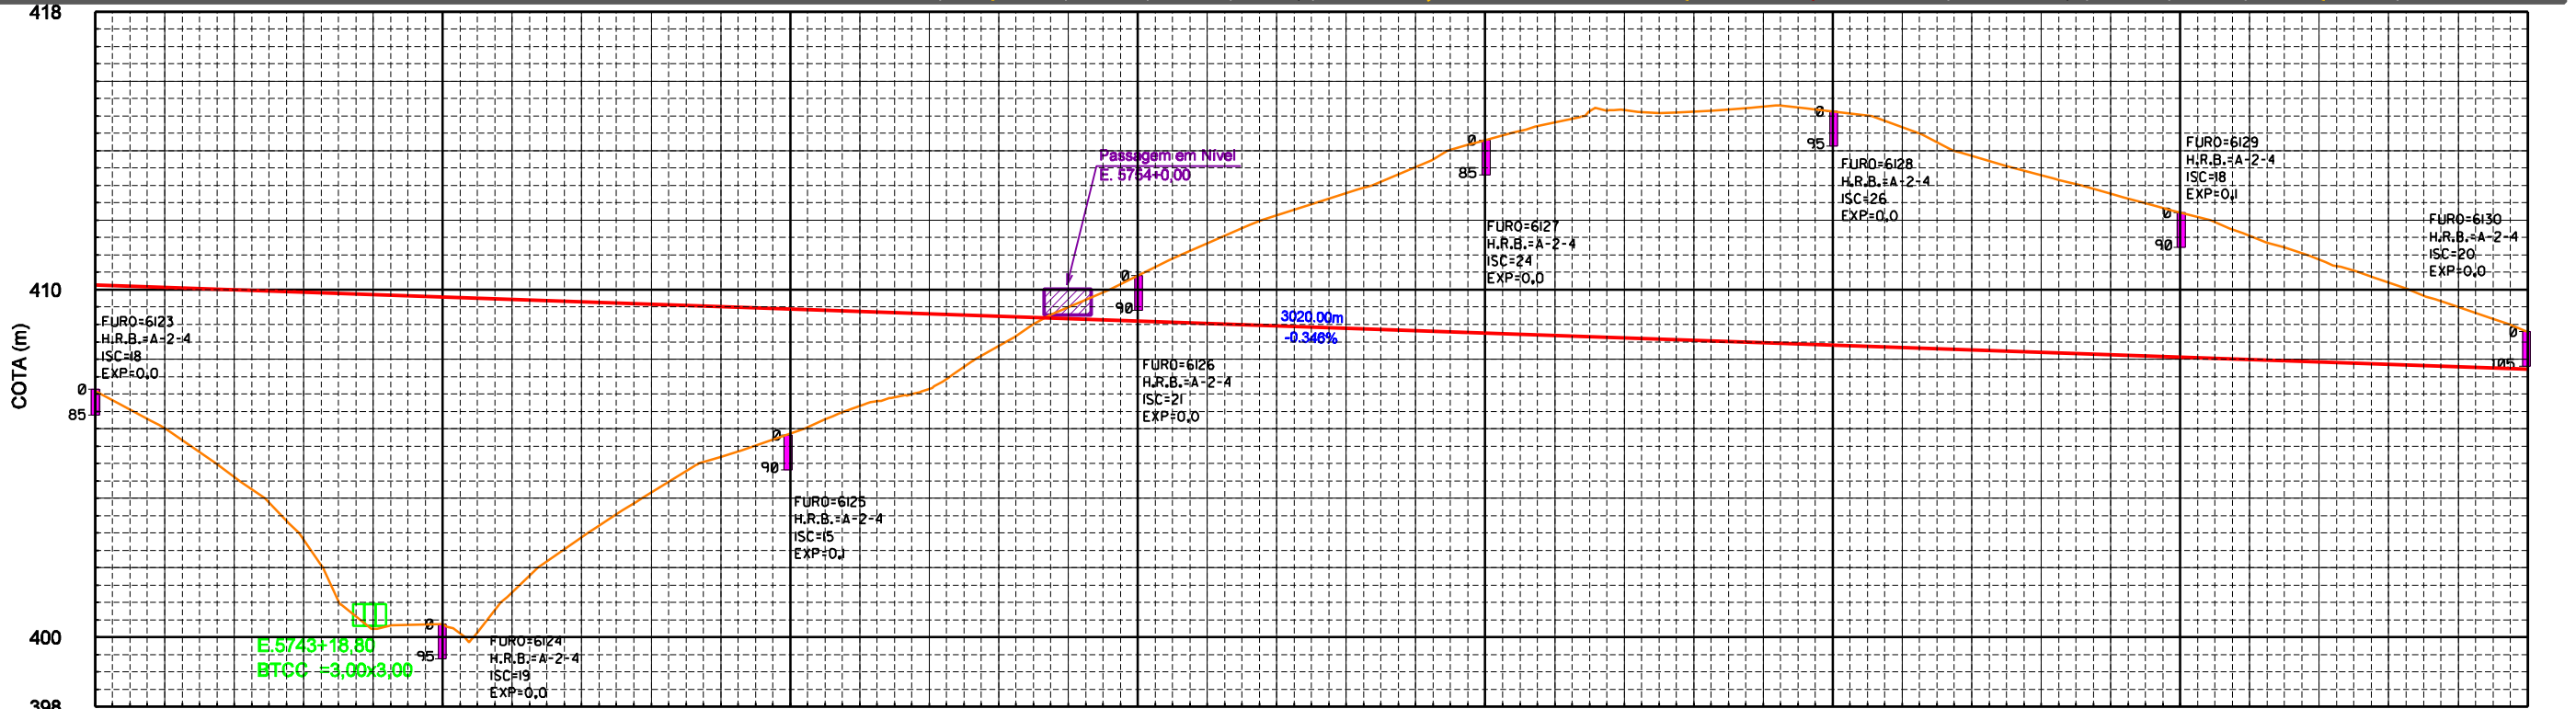 418
410
400
398
COTA (m)
FURO=6123
H.R.B.=A-2-4
ISC=18
EXP=0,0
0
85
E.5743+18,80
BTCC =3,00x3,00
0
95
FURO=6124
H.R.B.=A-2-4
ISC=19
EXP=0,0
0
90
FURO=6125
H.R.B.=A-2-4
ISC=15
EXP=0,1
Passagem em Nível
E. 5754+0,00
0
90
FURO=6126
H.R.B.=A-2-4
ISC=21
EXP=0,0
3020.00m
-0.346%
0
85
FURO=6127
H.R.B.=A-2-4
ISC=24
EXP=0,0
0
95
FURO=6128
H.R.B.=A-2-4
ISC=26
EXP=0,0
FURO=6129
H.R.B.=A-2-4
ISC=18
EXP=0,1
0
90
FURO=6130
H.R.B.=A-2-4
ISC=20
EXP=0,0
0
105